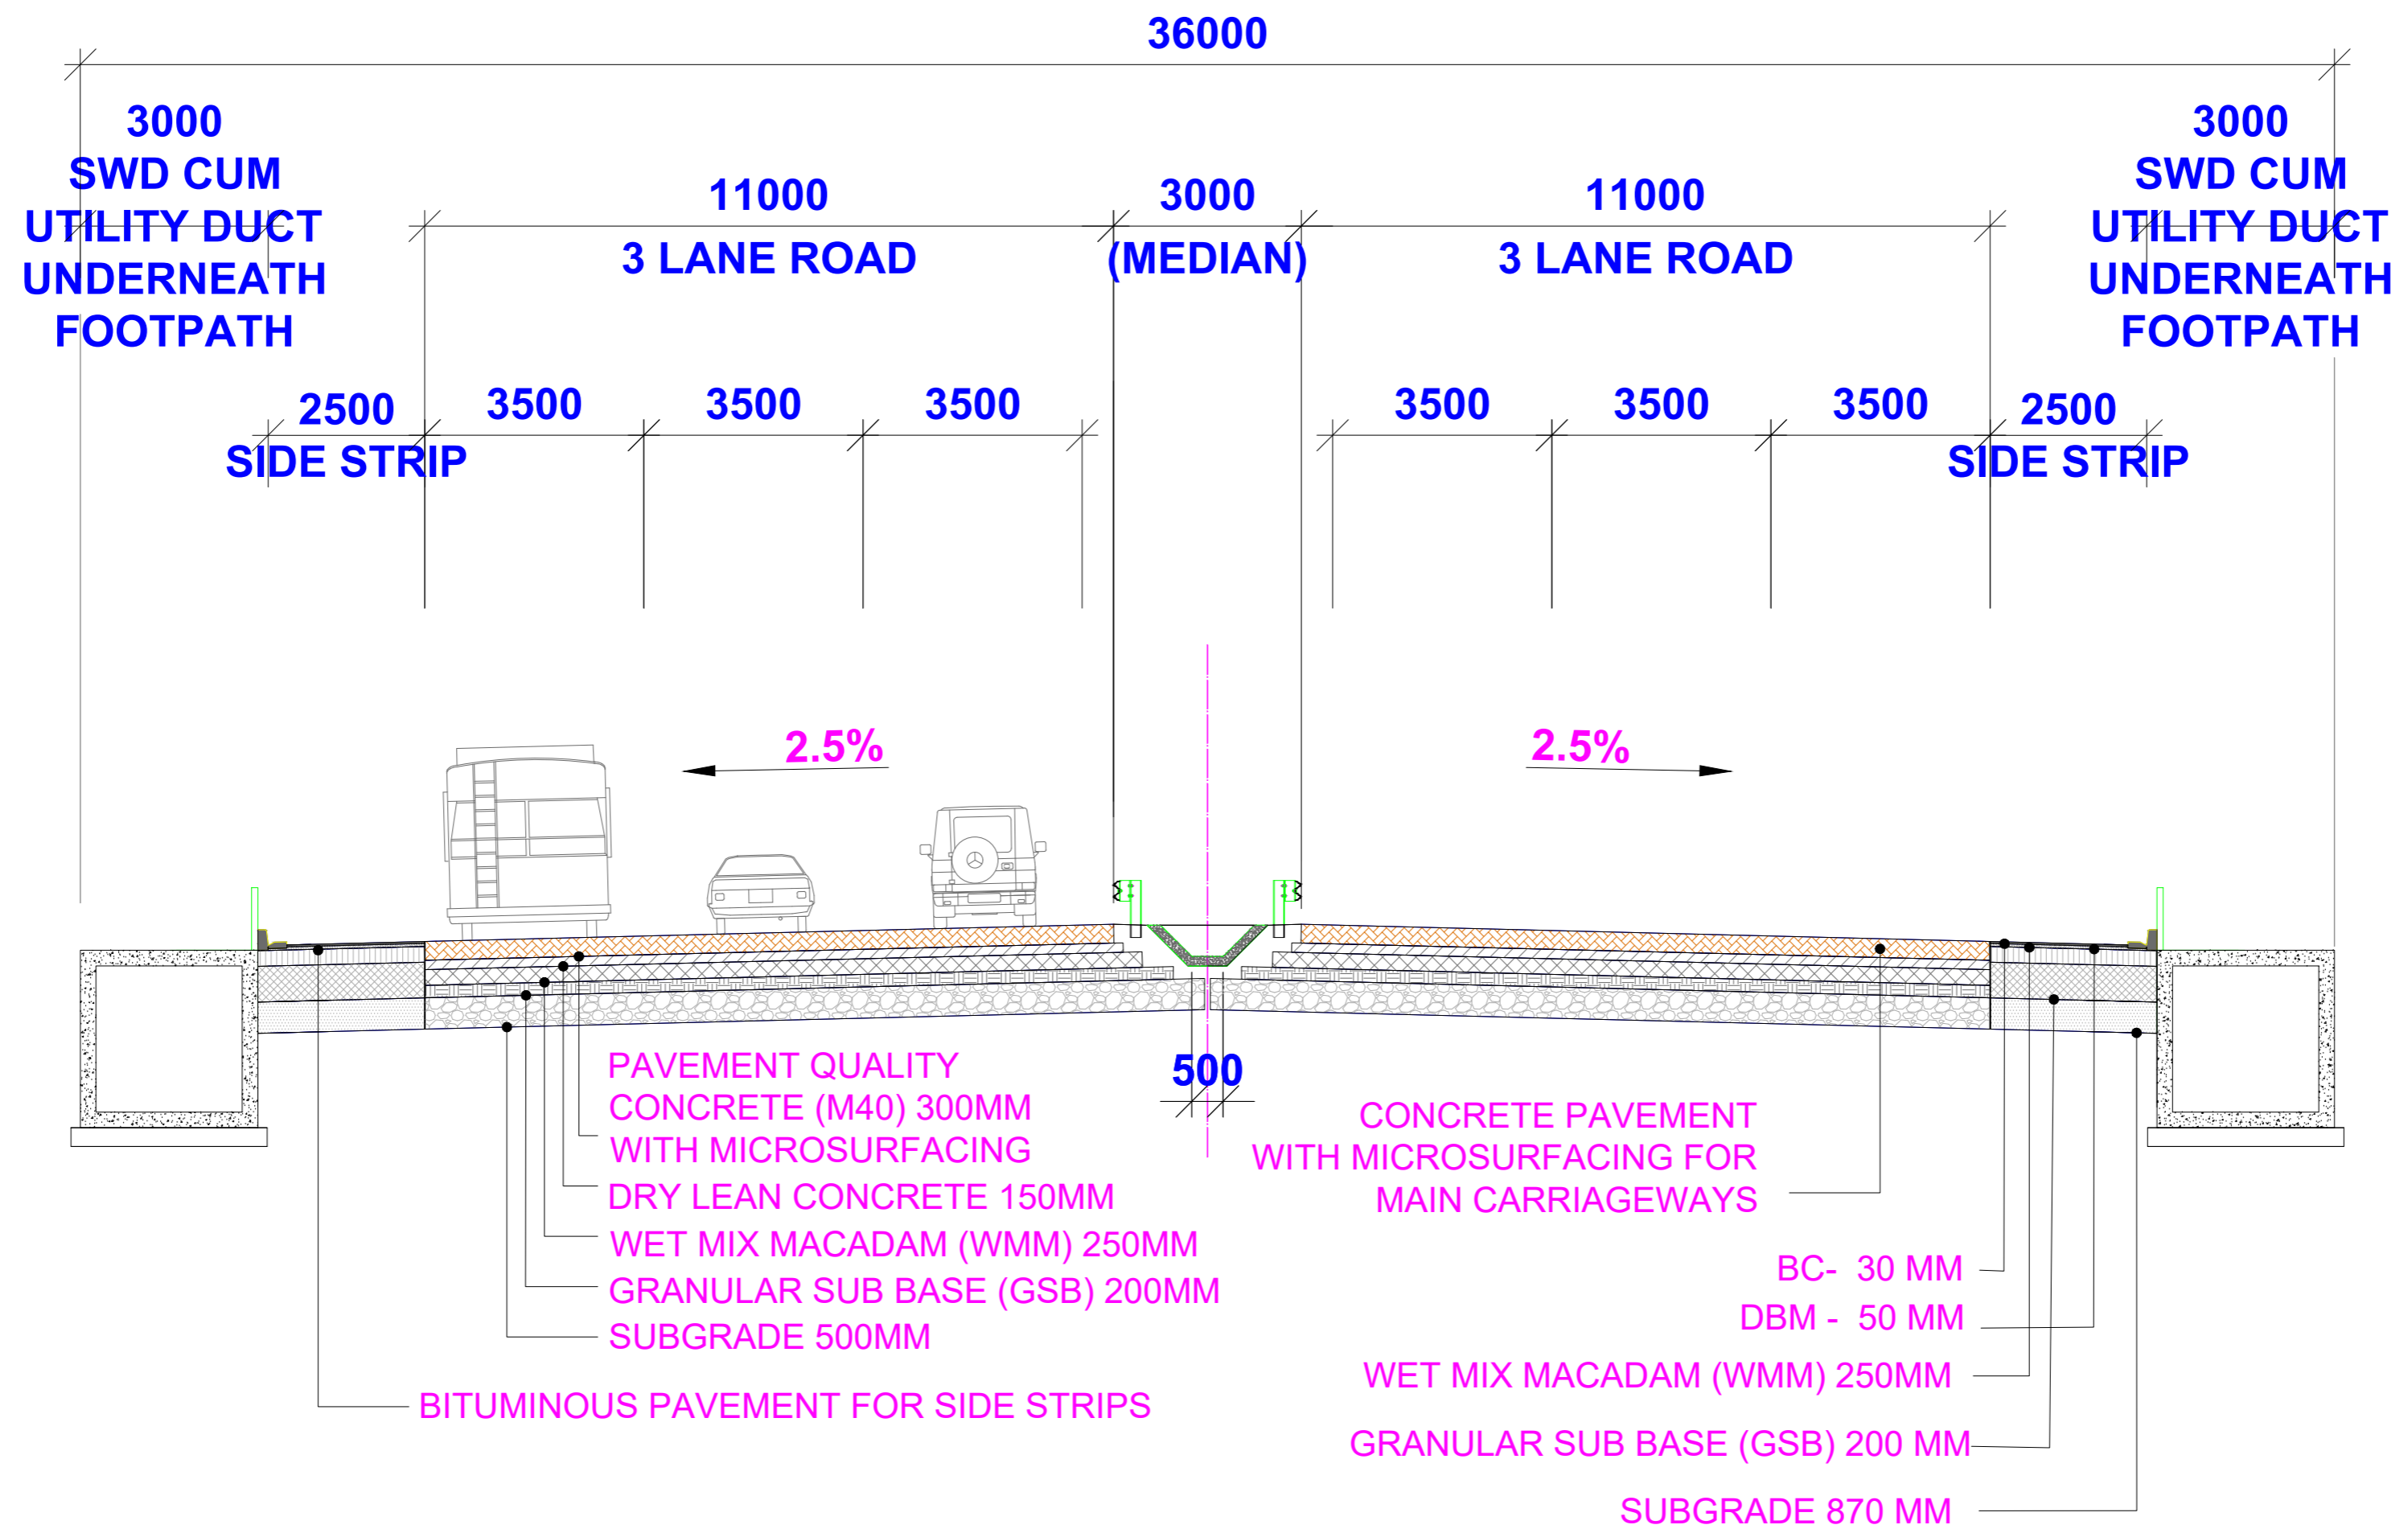 36000
3000
SWD CUM
UTILITY DUCT
UNDERNEATH
FOOTPATH
11000
3 LANE ROAD
3000
(MEDIAN)
11000
3 LANE ROAD
3000
SWD CUM
UTILITY DUCT
UNDERNEATH
FOOTPATH
2500
SIDE STRIP
3500
3500
3500
3500
3500
3500
2500
SIDE STRIP
2.5%
2.5%
500
PAVEMENT QUALITY
CONCRETE (M40) 300MM
WITH MICROSURFACING
DRY LEAN CONCRETE 150MM
WET MIX MACADAM (WMM) 250MM
GRANULAR SUB BASE (GSB) 200MM
SUBGRADE 500MM
BITUMINOUS PAVEMENT FOR SIDE STRIPS
CONCRETE PAVEMENT
WITH MICROSURFACING FOR
MAIN CARRIAGEWAYS
BC- 30 MM
DBM - 50 MM
WET MIX MACADAM (WMM) 250MM
GRANULAR SUB BASE (GSB) 200 MM
SUBGRADE 870 MM